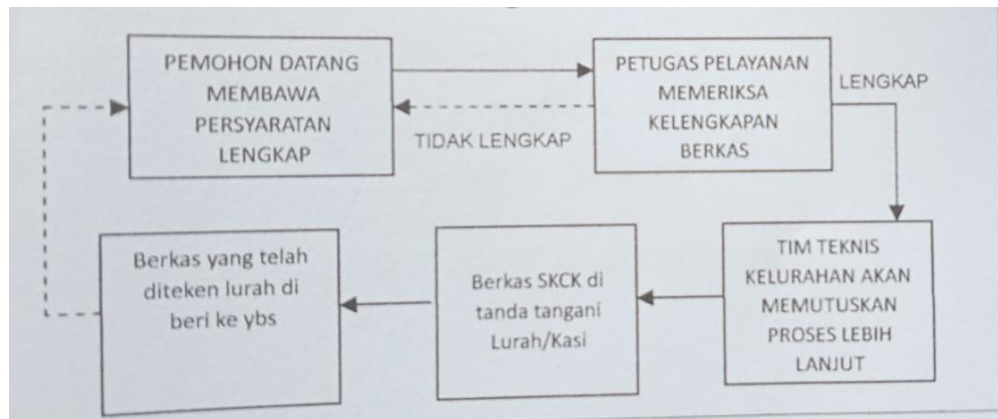 PEMOHON DATANG
MEMBAWA
PERSYARATAN
LENGKAP
TIDAK LENGKAP
PETUGAS PELAYANAN
MEMERIKSA
KELENGKAPAN
BERKAS
LENGKAP
TIM TEKNIS
KELURAHAN AKAN
MEMUTUSKAN
PROSES LEBIH
LANJUT
Berkas SKCK di
tanda tangani
Lurah/Kasi
Berkas yang telah
diteken lurah di
beri ke ybs